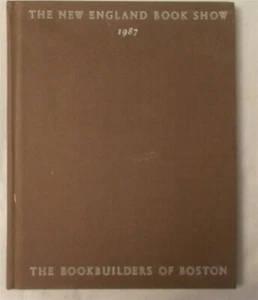 THE NEW ENGLAND BOOK SHOW
1987
THE BOOKBUILDERS OF BOSTON